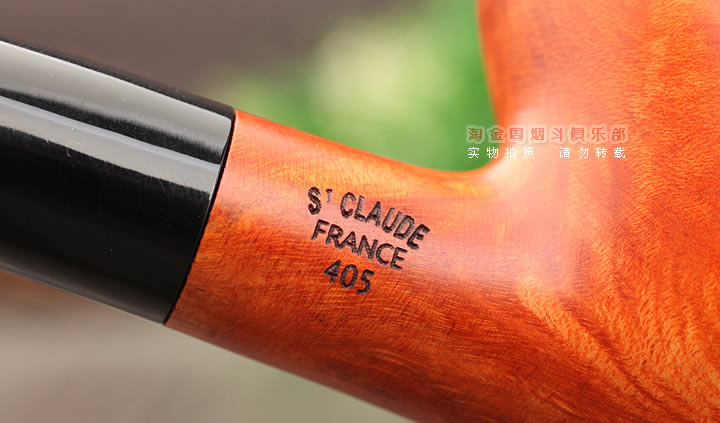 淘金国烟斗俱乐部
实物拍照 请勿转载
ST CLAUDE
FRANCE
405